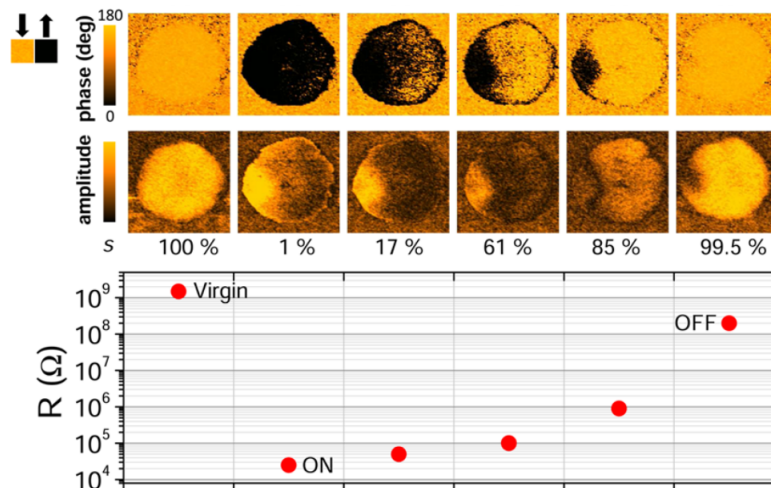 phase (deg)
180
0
amplitude
S 100 % 1 % 17 % 61 % 85 % 99.5 %
R (Ω)
10⁹
10⁸
10⁷
10⁶
10⁵
10⁴
Virgin
OFF
ON